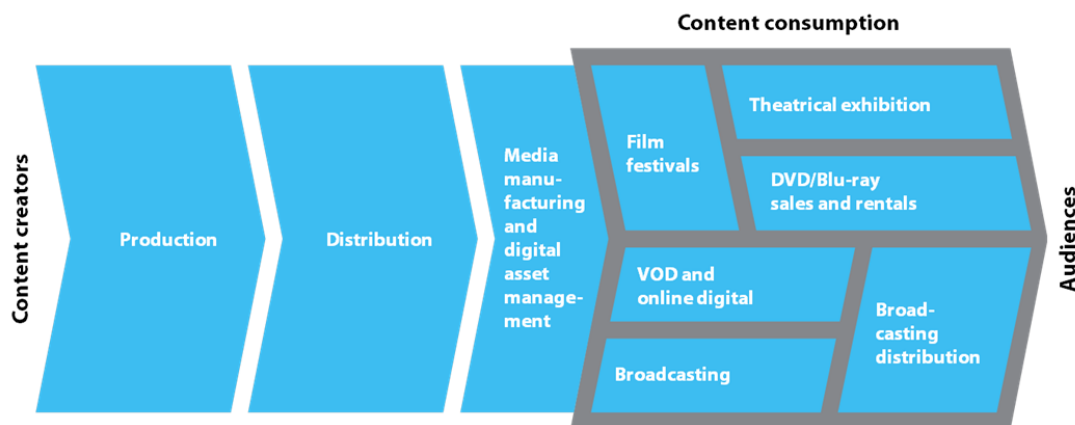 Content consumption
Content creators
Production
Distribution
Media
manu-
facturing
and
digital
asset
manage-
ment
Film
festivals
Theatrical exhibition
DVD/Blu-ray
sales and rentals
VOD and
online digital
Broadcasting
Broad-
casting
distribution
Audiences